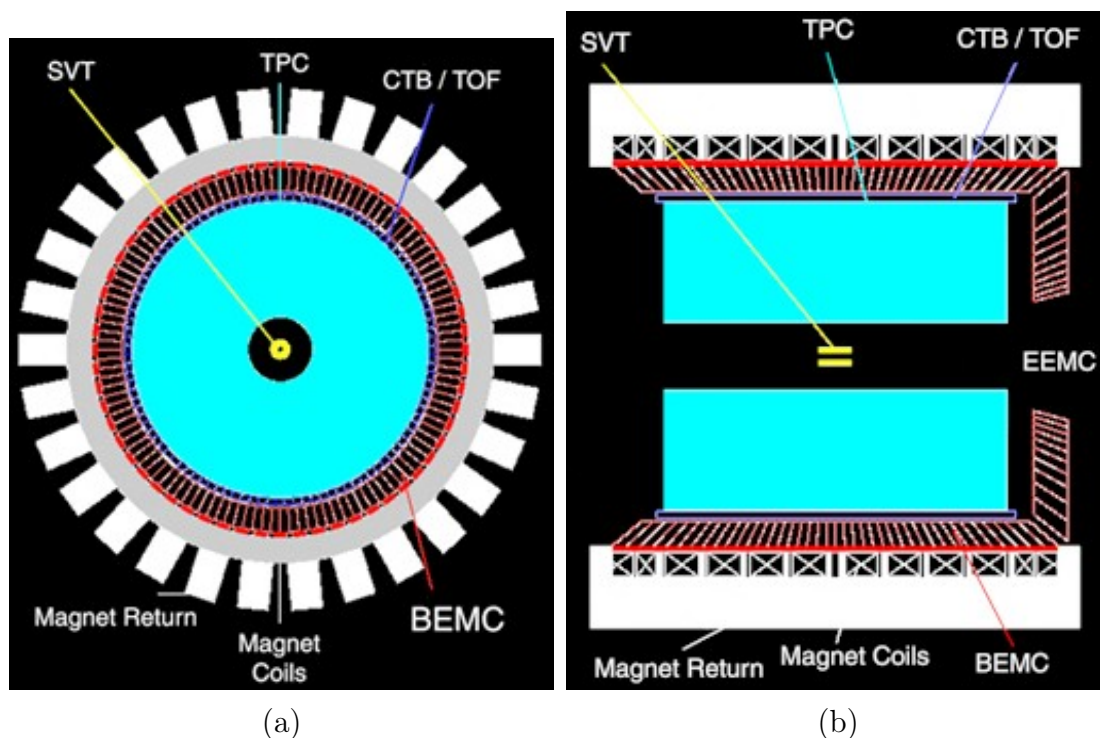 SVT
TPC
CTB / TOF
Magnet Return
Magnet
Coils
BEMC
(a)
SVT
TPC
CTB / TOF
EEMC
Magnet Return
Magnet Coils
BEMC
(b)